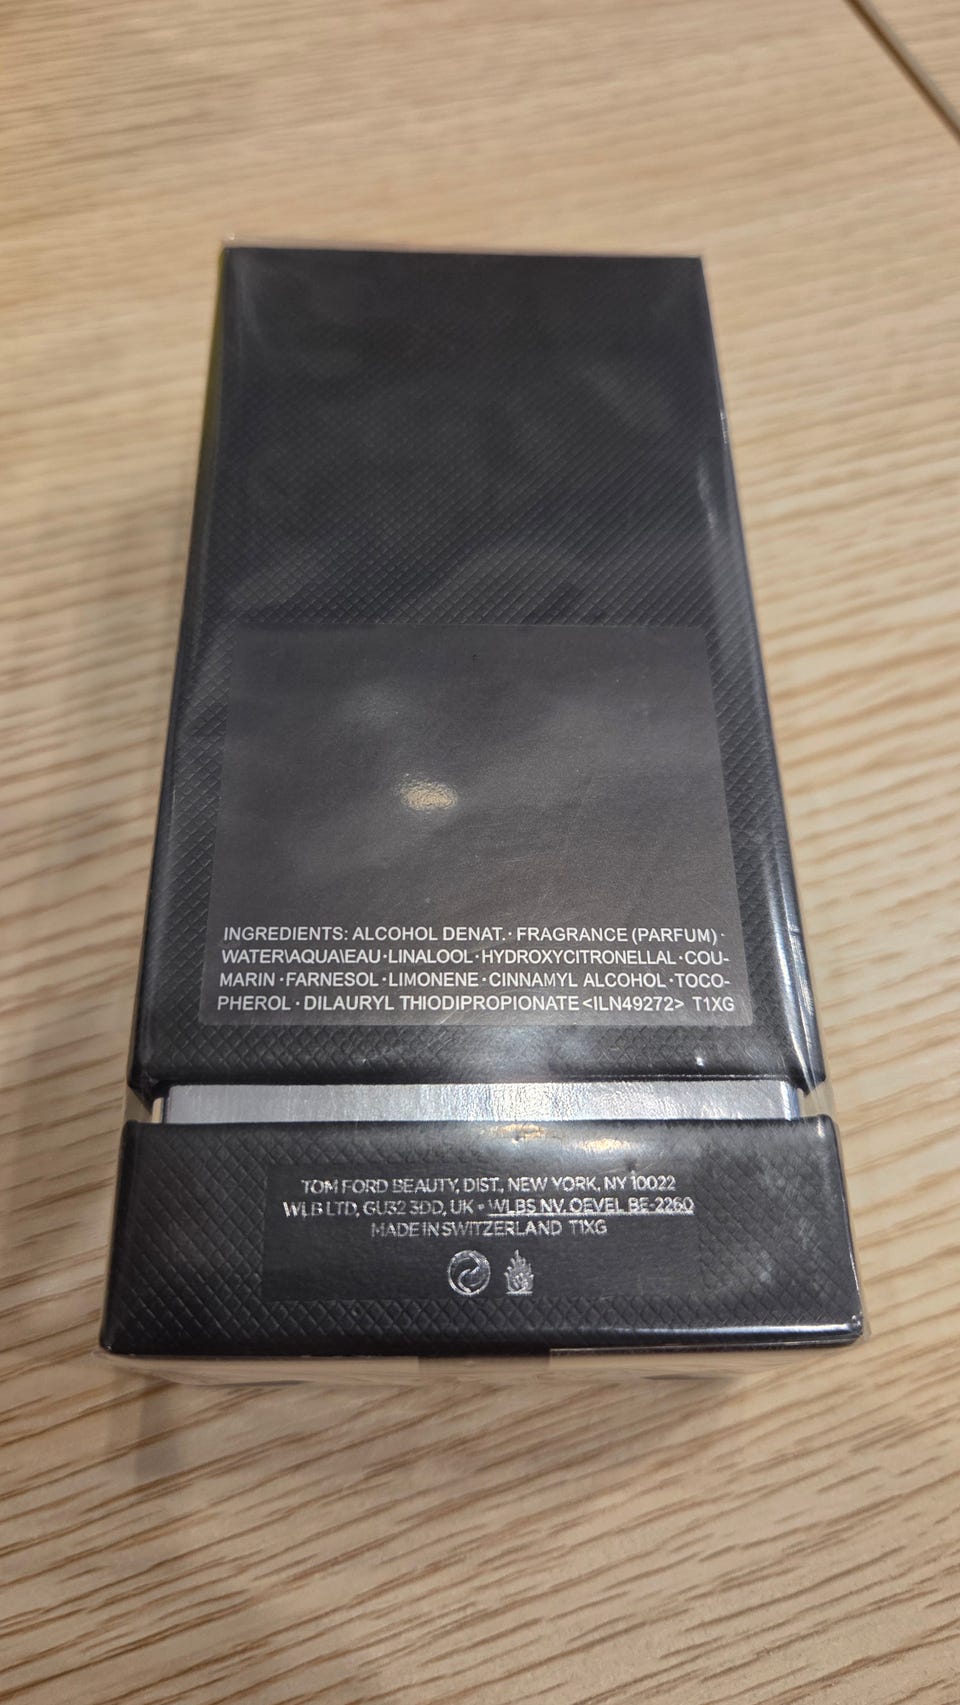 INGREDIENTS: ALCOHOL DENAT.· FRAGRANCE (PARFUM) ·
WATER\AQUA\EAU·LINALOOL·HYDROXYCITRONELLAL·COU-
MARIN ·FARNESOL·LIMONENE·CINNAMYL ALCOHOL·TOCO-
PHEROL · DILAURYL THIODIPROPIONATE <ILN49272> T1XG
TOM FORD BEAUTY, DIST., NEW YORK, NY 10022
WLB LTD, GU32 3DD, UK • WLBS NV. OEVEL BE-2260
MADE IN SWITZERLAND T1XG